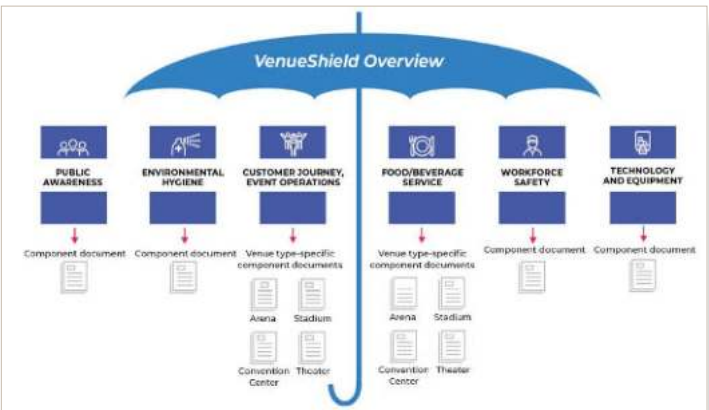 VenueShield Overview
PUBLIC
AWARENESS
ENVIRONMENTAL
HYGIENE
CUSTOMER JOURNEY,
EVENT OPERATIONS
FOOD/BEVERAGE
SERVICE
WORKFORCE
SAFETY
TECHNOLOGY
AND EQUIPMENT
Component document
Component document
Venue type-specific
component documents
Arena
Stadium
Convention
Center
Theater
Venue type-specific
component documents
Arena
Stadium
Convention
Center
Theater
Component document
Component document